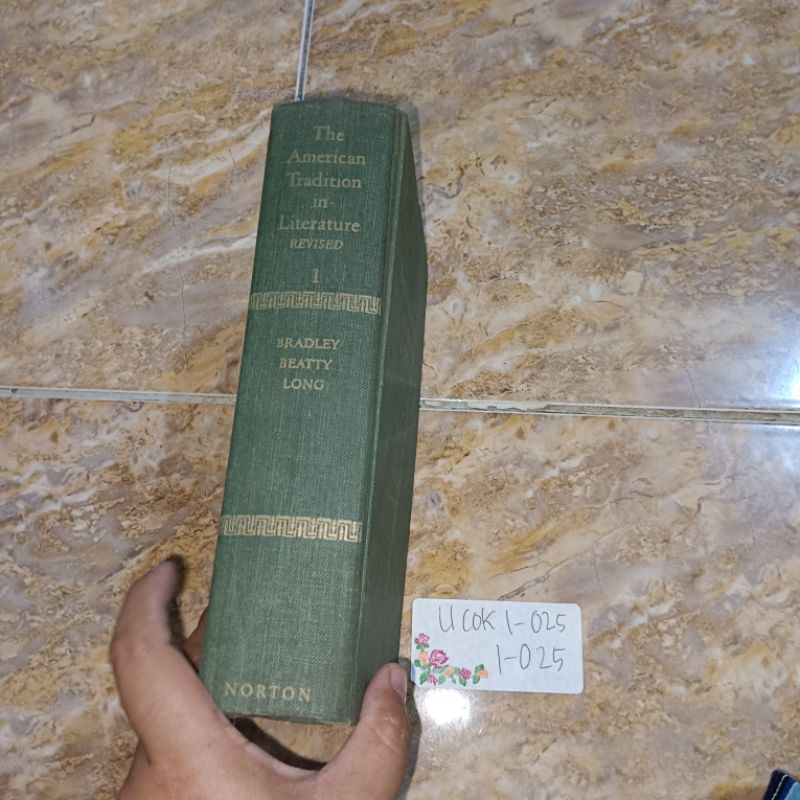 The
American
Tradition
in
Literature
REVISED
1
BRADLEY
BEATTY
LONG
NORTON
UCOK 1-025
1-025